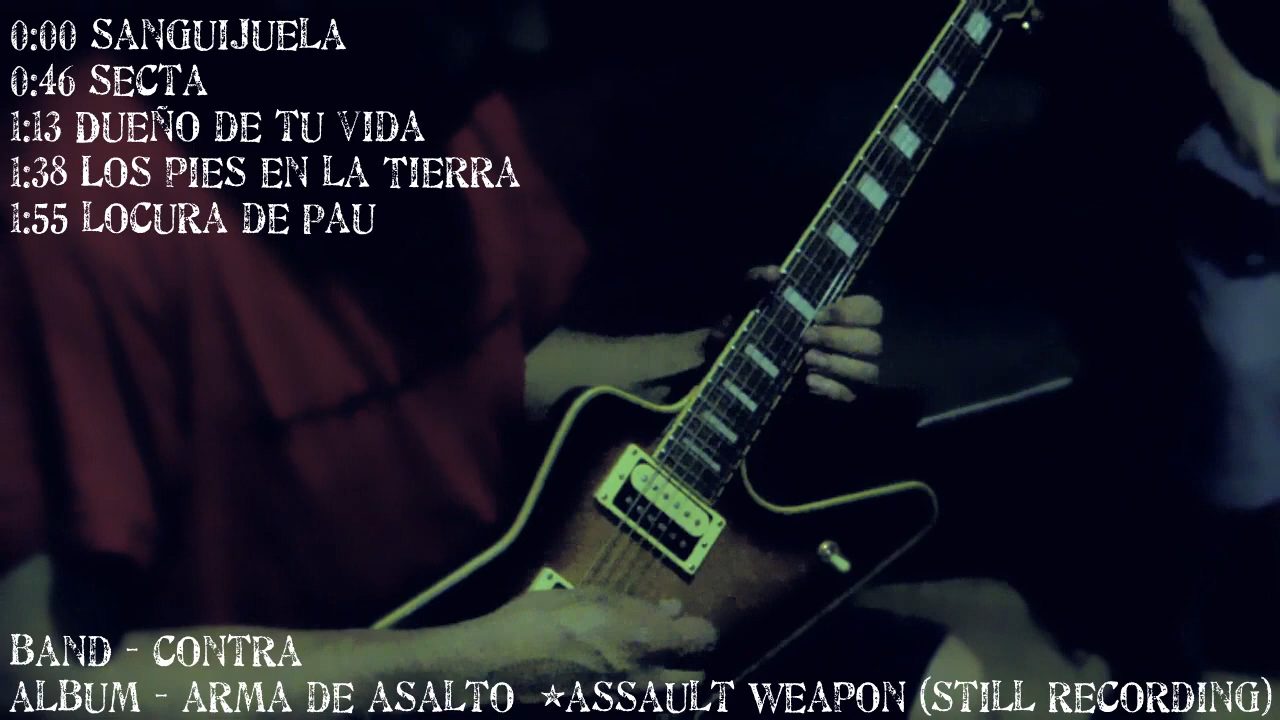 0:00 SANGUIJUELA
0:46 SECTA
1:13 DUEÑO DE TU VIDA
1:38 LOS PIES EN LA TIERRA
1:55 LOCURA DE PAU
BAND - CONTRA
ALBUM - ARMA DE ASALTO ★ASSAULT WEAPON (STILL RECORDING)